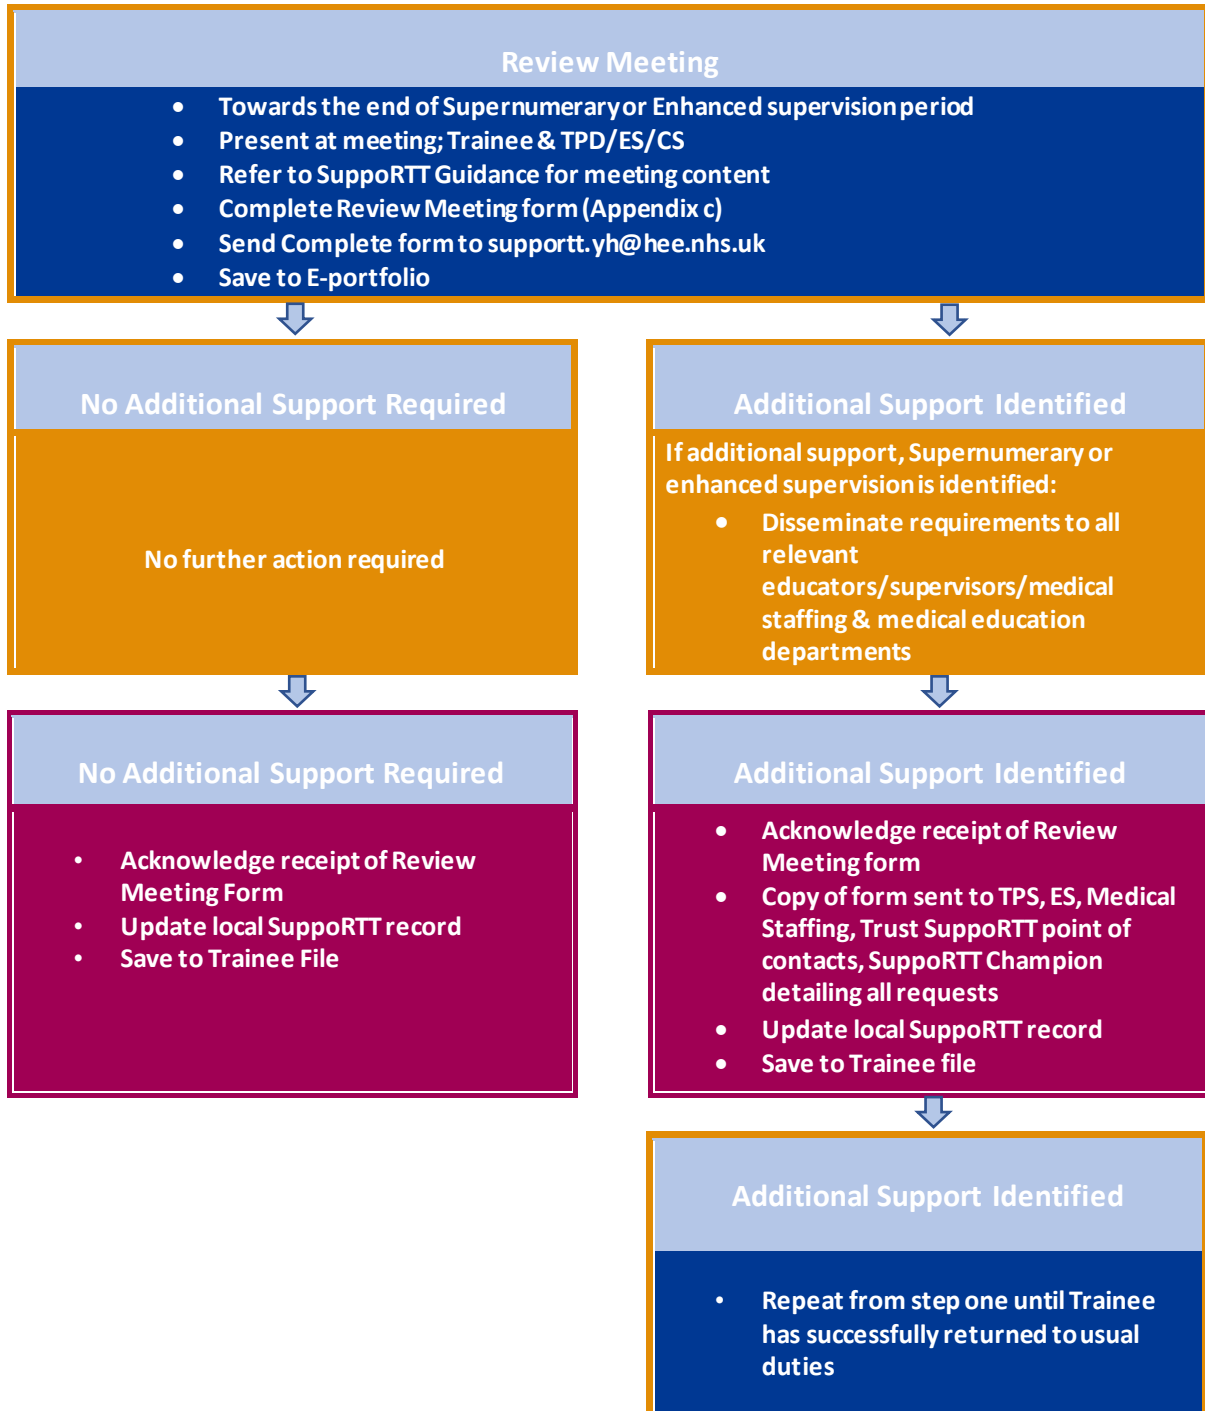 Review Meeting
• Towards the end of Supernumerary or Enhanced supervision period
• Present at meeting; Trainee & TPD/ES/CS
• Refer to SuppoRTT Guidance for meeting content
• Complete Review Meeting form (Appendix c)
• Send Complete form to supportt.yh@hee.nhs.uk
• Save to E-portfolio
No Additional Support Required
No further action required
Additional Support Identified
If additional support, Supernumerary or
enhanced supervision is identified:
• Disseminate requirements to all
relevant
educators/supervisors/medical
staffing & medical education
departments
No Additional Support Required
• Acknowledge receipt of Review
Meeting Form
• Update local SuppoRTT record
• Save to Trainee File
Additional Support Identified
• Acknowledge receipt of Review
Meeting form
• Copy of form sent to TPS, ES, Medical
Staffing, Trust SuppoRTT point of
contacts, SuppoRTT Champion
detailing all requests
• Update local SuppoRTT record
• Save to Trainee file
Additional Support Identified
• Repeat from step one until Trainee
has successfully returned to usual
duties